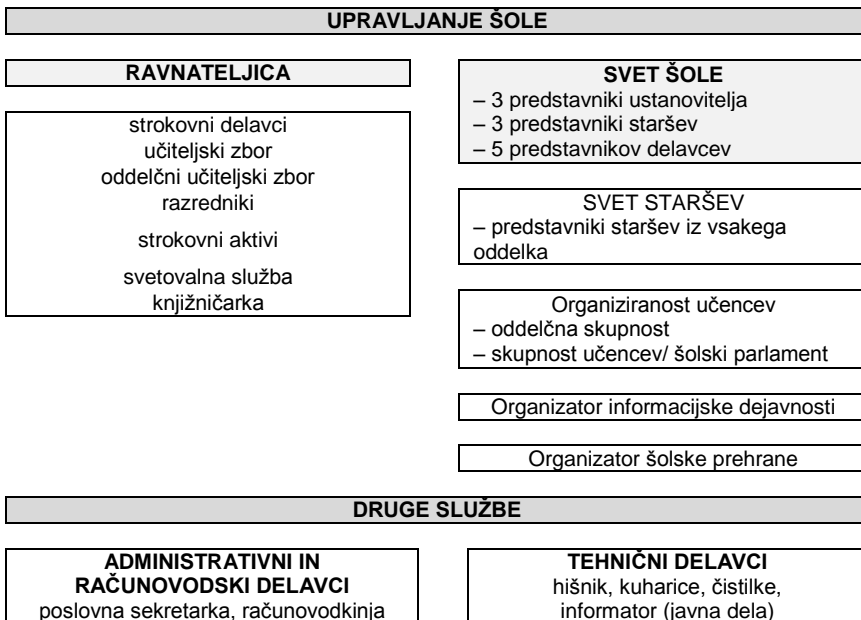 UPRAVLJANJE ŠOLE
RAVNATELJICA
strokovni delavci
učiteljski zbor
oddelčni učiteljski zbor
razredniki
strokovni aktivi
svetovalna služba
knjižničarka
SVET ŠOLE
– 3 predstavniki ustanovitelja
– 3 predstavniki staršev
– 5 predstavnikov delavcev
SVET STARŠEV
– predstavniki staršev iz vsakega
oddelka
Organiziranost učencev
– oddelčna skupnost
– skupnost učencev/ šolski parlament
Organizator informacijske dejavnosti
Organizator šolske prehrane
DRUGE SLUŽBE
ADMINISTRATIVNI IN
RAČUNOVODSKI DELAVCI
poslovna sekretarka, računovodkinja
TEHNIČNI DELAVCI
hišnik, kuharice, čistilke,
informator (javna dela)